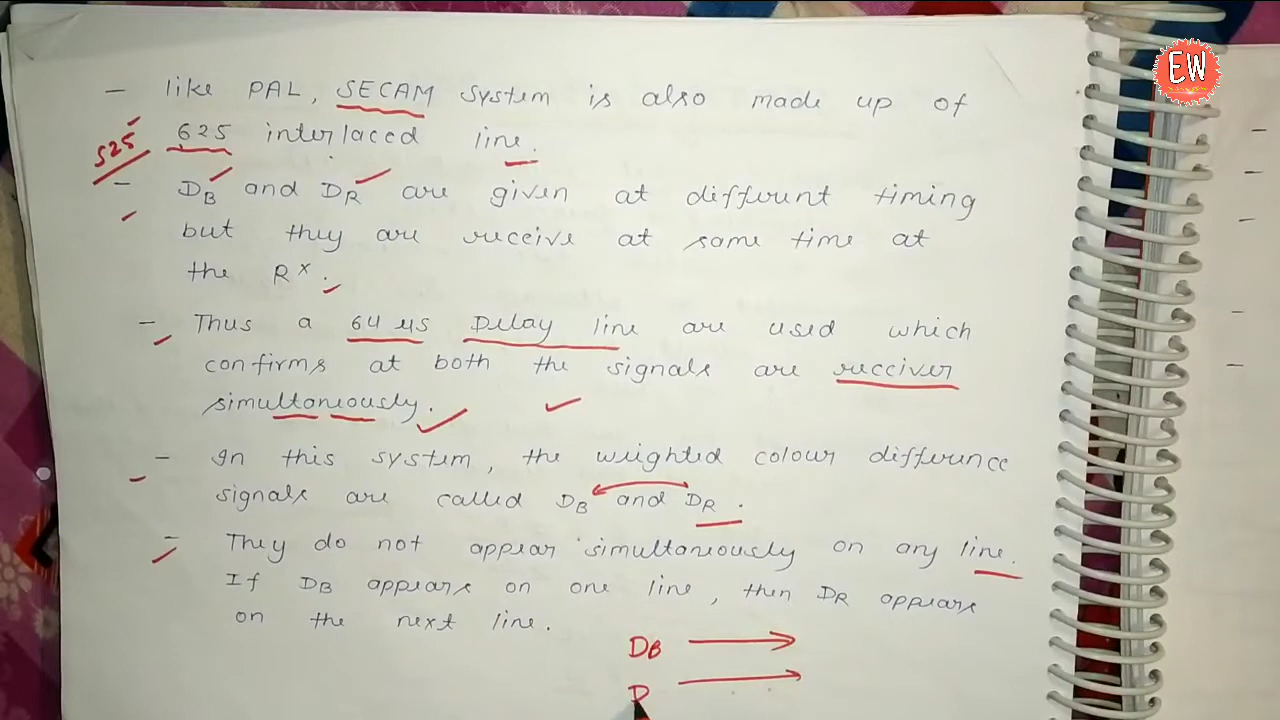 EW
- like PAL, SECAM system is also made up of
625 interlaced line.
525
- DB and DR are given at different timing
but they are receive at same time at
the Rx.
- Thus a 64 us Delay line are used which
confirms at both the signals are receiver
simultaneously.
- In this system, the weighted colour difference
signals are called DB and DR.
- They do not appear simultaneously on any line.
If DB appears on one line, then DR appears
on the next line.
DB →
D →